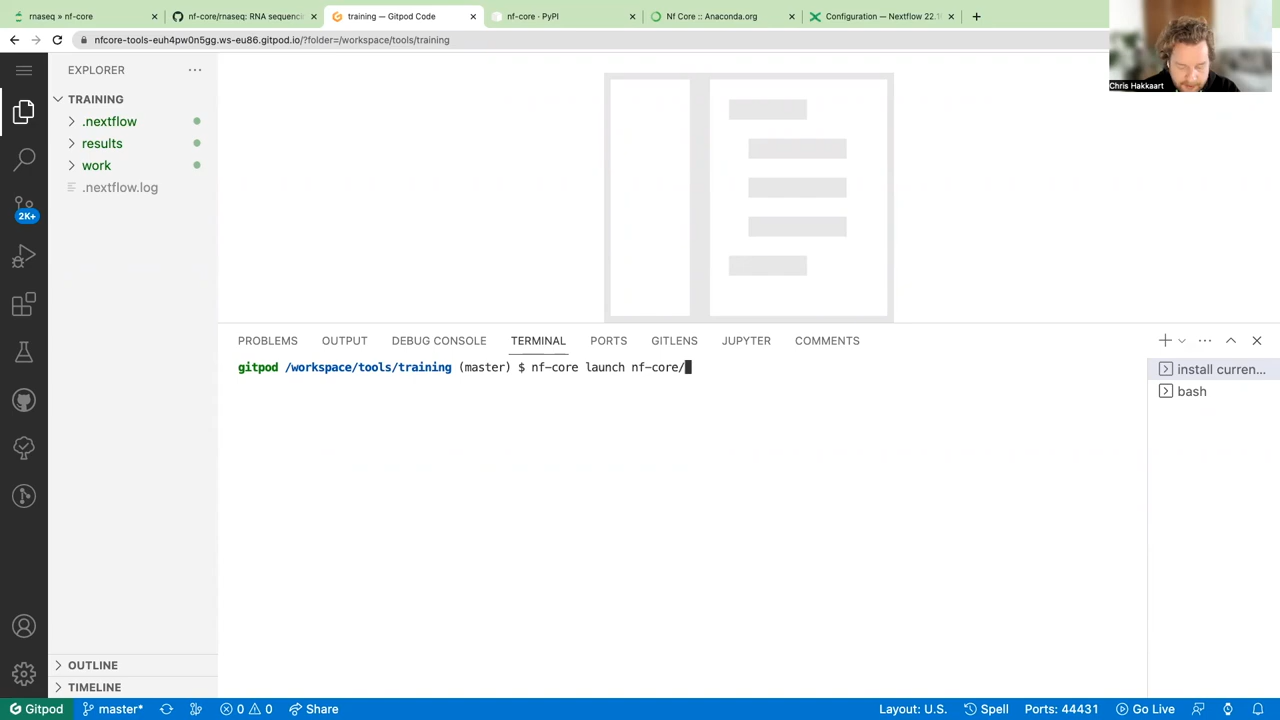 rnaseq » nf-core
nf-core/rnaseq: RNA sequenc
training — Gitpod Code
nf-core · PyPI
Nf Core :: Anaconda.org
Configuration — Nextflow 22.1
nfcore-tools-euh4pw0n5gg.ws-eu86.gitpod.io/?folder=/workspace/tools/training
Chris Hakkaart
EXPLORER
TRAINING
.nextflow
results
work
.nextflow.log
2K+
PROBLEMS
OUTPUT
DEBUG CONSOLE
TERMINAL
PORTS
GITLENS
JUPYTER
COMMENTS
gitpod /workspace/tools/training (master) $ nf-core launch nf-core/
install curren...
bash
OUTLINE
TIMELINE
Gitpod
master*
0
0
Share
Layout: U.S.
Spell
Ports: 44431
Go Live